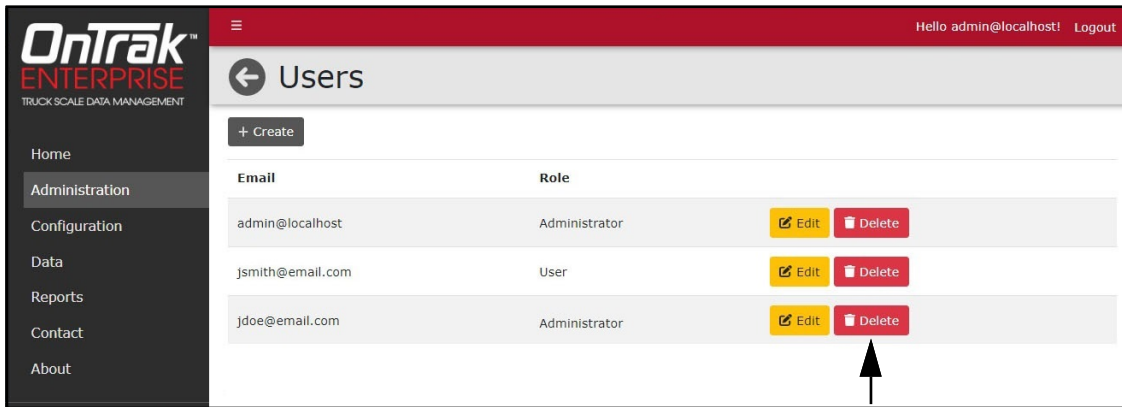 OnTrak™
ENTERPRISE
TRUCK SCALE DATA MANAGEMENT
Home
Administration
Configuration
Data
Reports
Contact
About
Hello admin@localhost! Logout
Users
+ Create
Email Role
admin@localhost Administrator Edit Delete
jsmith@email.com User Edit Delete
jdoe@email.com Administrator Edit Delete